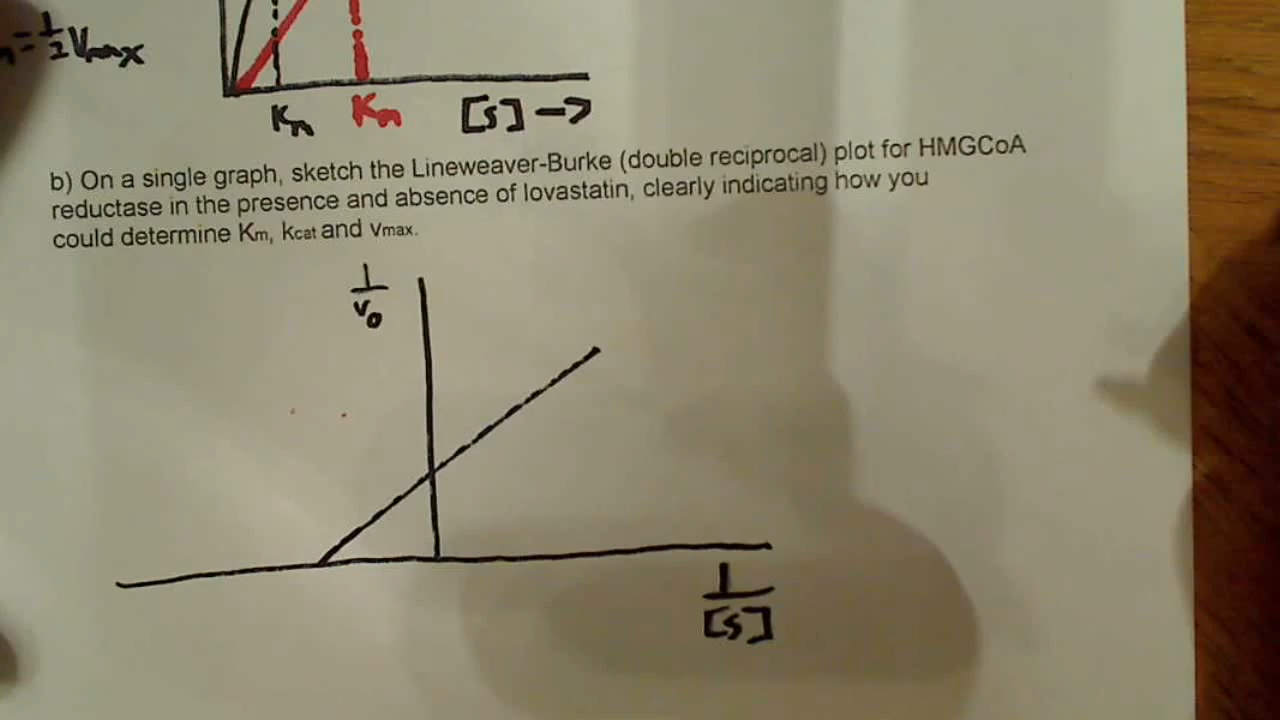 =½Vmax
Km Km [S] →
b) On a single graph, sketch the Lineweaver-Burke (double reciprocal) plot for HMGCoA
reductase in the presence and absence of lovastatin, clearly indicating how you
could determine Km, kcat and vmax.
1
v₀
1
[S]